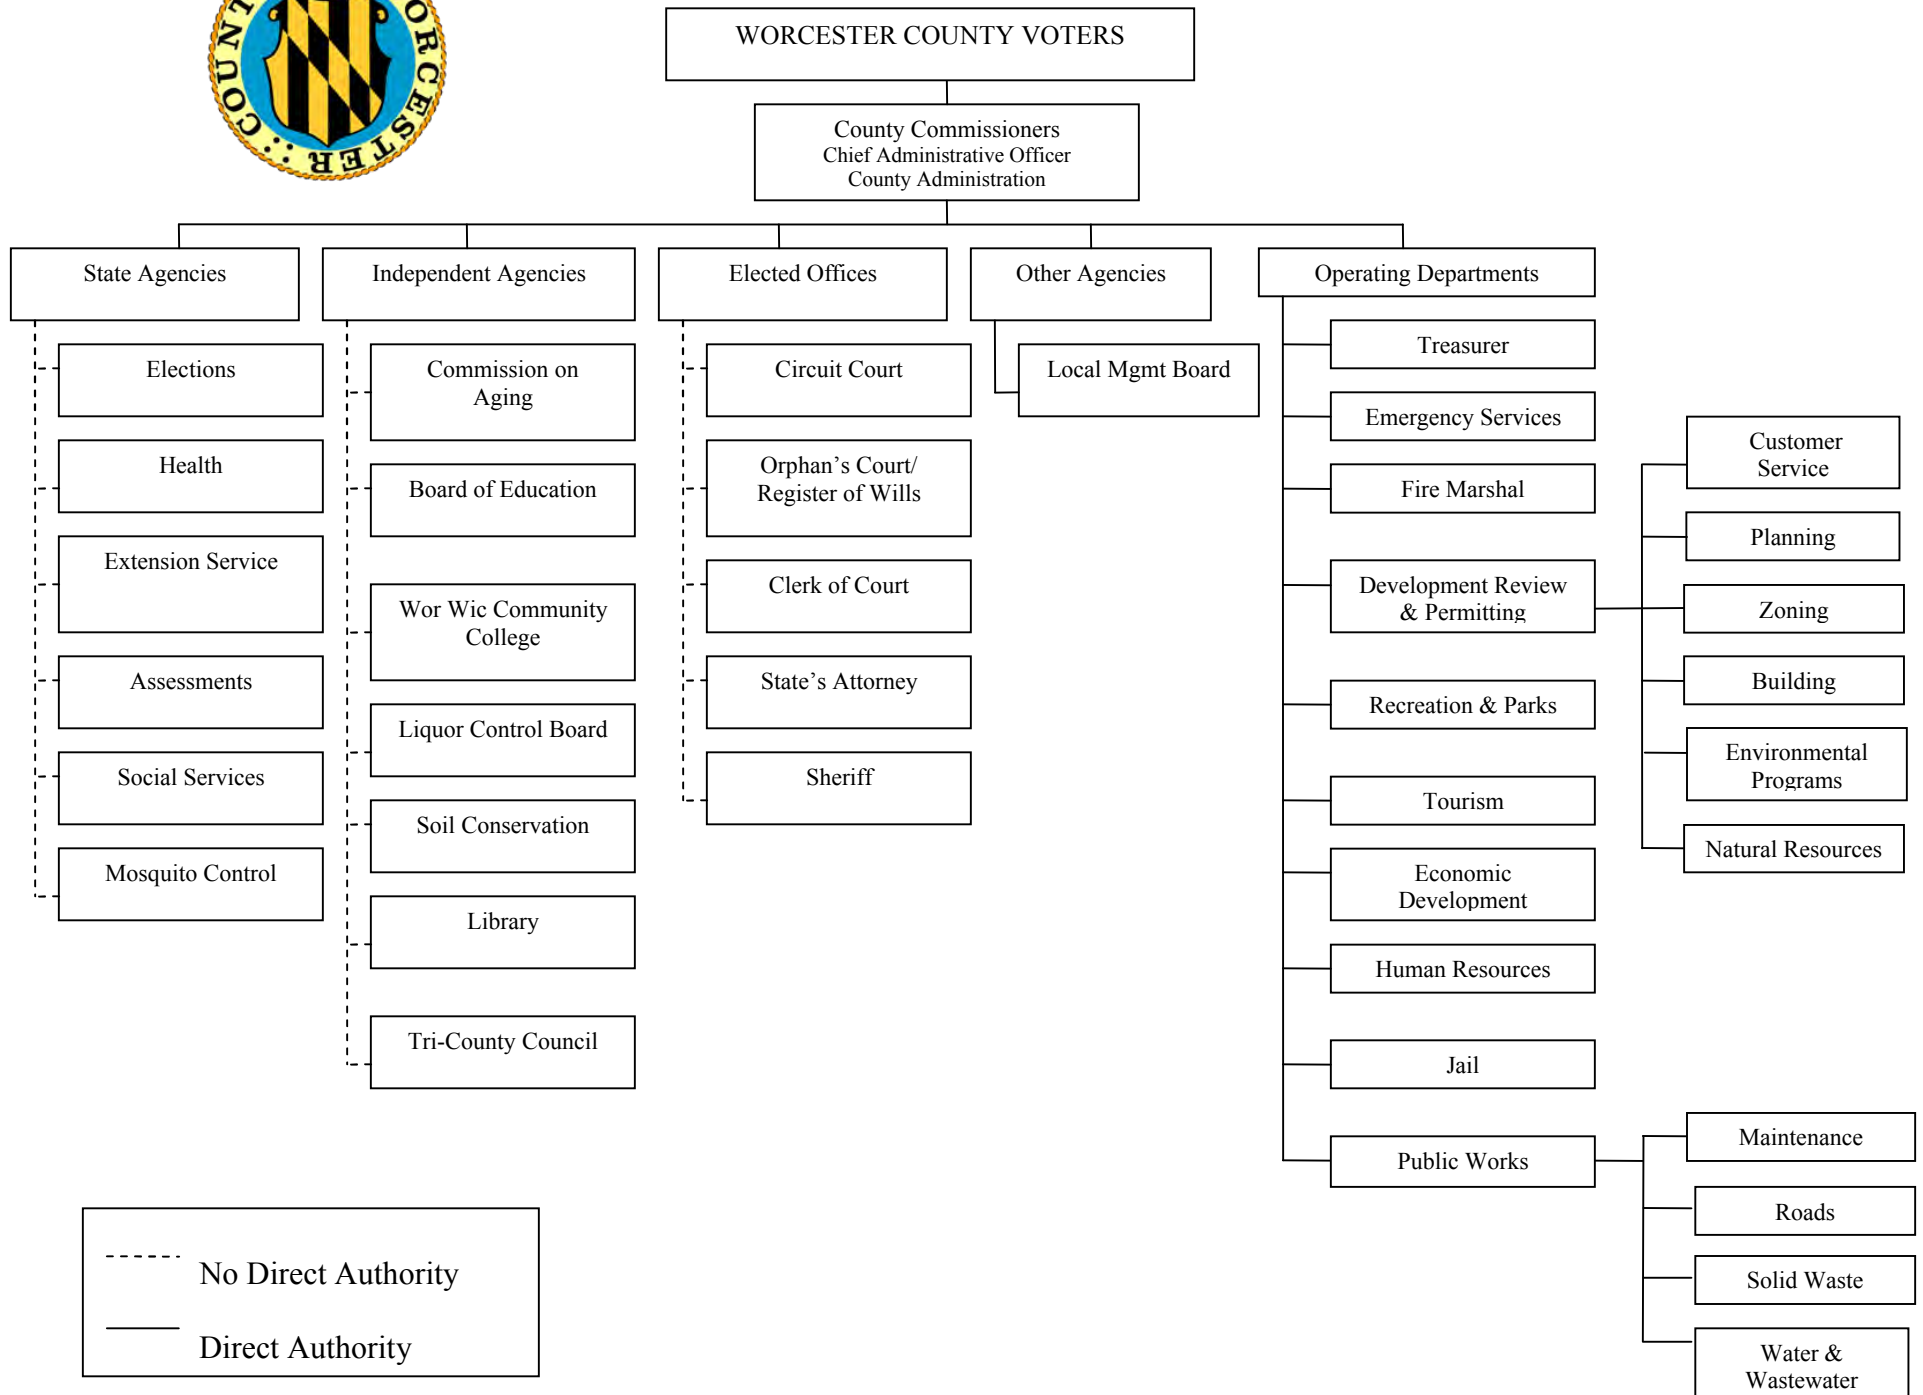 COUNT
ORCESTER
WORCESTER COUNTY VOTERS
County Commissioners
Chief Administrative Officer
County Administration
State Agencies
Independent Agencies
Elected Offices
Other Agencies
Operating Departments
Elections
Health
Extension Service
Assessments
Social Services
Mosquito Control
Commission on
Aging
Board of Education
Wor Wic Community
College
Liquor Control Board
Soil Conservation
Library
Tri-County Council
Circuit Court
Orphan’s Court/
Register of Wills
Clerk of Court
State’s Attorney
Sheriff
Local Mgmt Board
Treasurer
Emergency Services
Fire Marshal
Development Review
& Permitting
Recreation & Parks
Tourism
Economic
Development
Human Resources
Jail
Public Works
Customer
Service
Planning
Zoning
Building
Environmental
Programs
Natural Resources
Maintenance
Roads
Solid Waste
Water &
Wastewater
No Direct Authority
Direct Authority